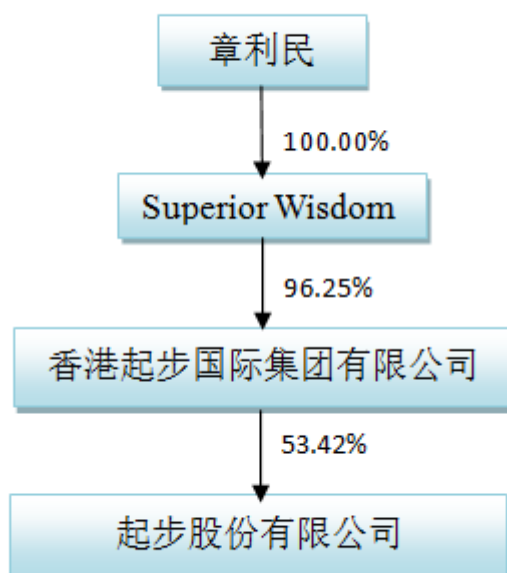 章利民
100.00%
Superior Wisdom
96.25%
香港起步国际集团有限公司
53.42%
起步股份有限公司